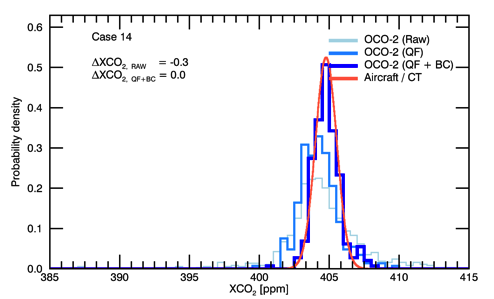 Case 14
ΔXCO2, RAW = -0.3
ΔXCO2, QF+BC = 0.0
OCO-2 (Raw)
OCO-2 (QF)
OCO-2 (QF + BC)
Aircraft / CT
Probability density
0.6
0.5
0.4
0.3
0.2
0.1
0.0
385 390 395 400 405 410 415
XCO2 [ppm]